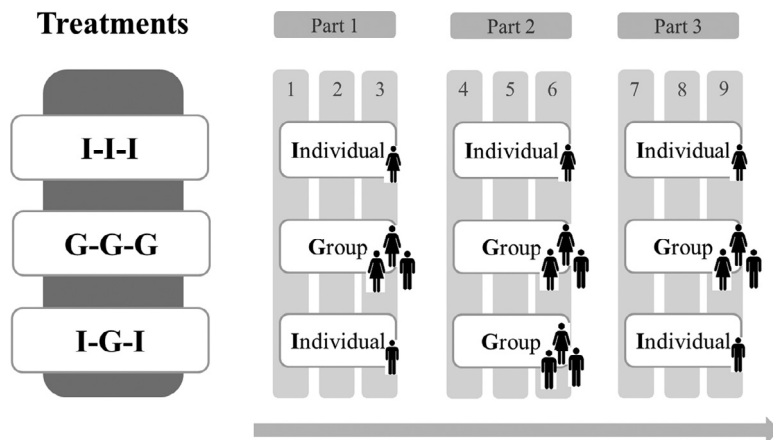 Treatments Part 1 Part 2 Part 3
1 2 3 4 5 6 7 8 9
I-I-I Individual Individual Individual
G-G-G Group Group Group
I-G-I Individual Group Individual